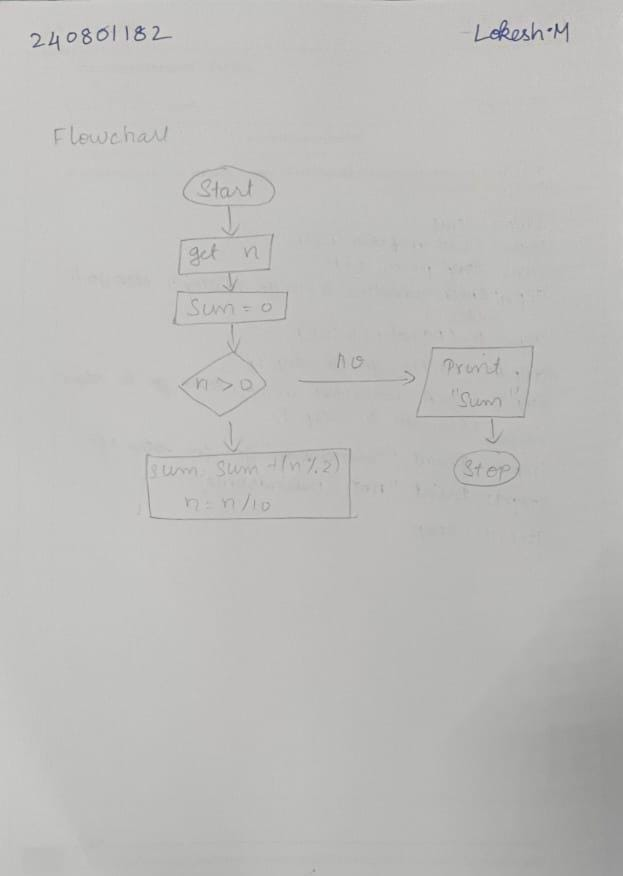 240801182
Lokesh.M
Flowchart
Start
get n
Sum = 0
n > 0
no
Print
"Sum"
sum = sum + (n%2)
n = n/10
Stop